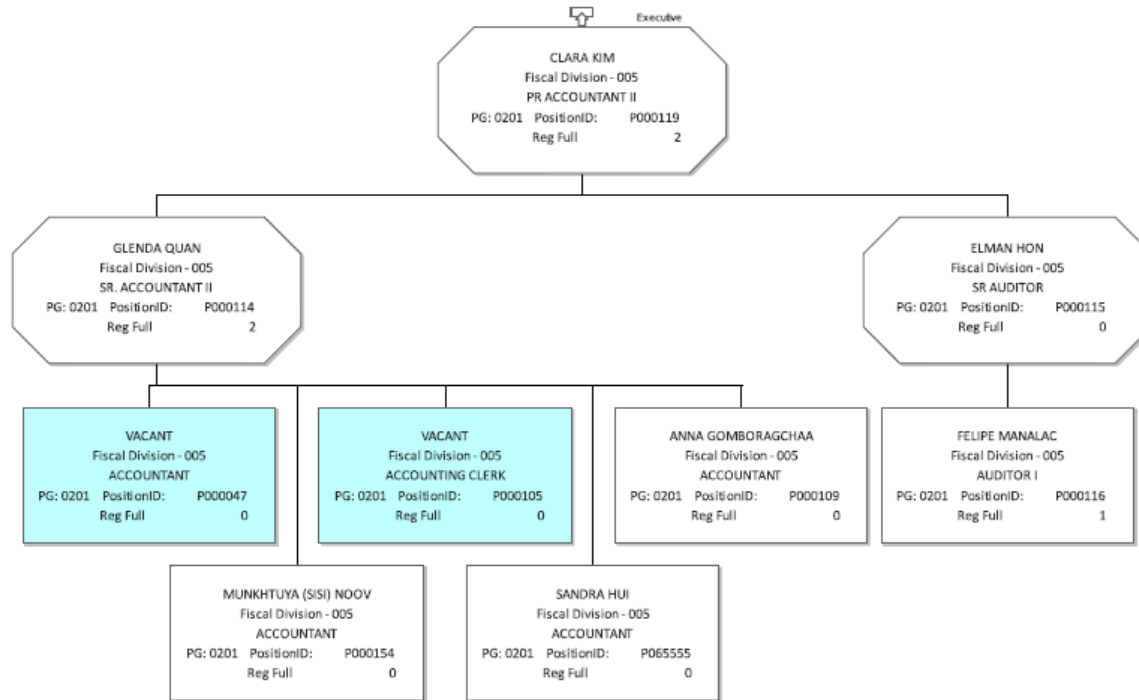 Executive
CLARA KIM
Fiscal Division - 005
PR ACCOUNTANT II
PG: 0201 PositionID: P000119
Reg Full 2
GLENDA QUAN
Fiscal Division - 005
SR. ACCOUNTANT II
PG: 0201 PositionID: P000114
Reg Full 2
ELMAN HON
Fiscal Division - 005
SR AUDITOR
PG: 0201 PositionID: P000115
Reg Full 0
VACANT
Fiscal Division - 005
ACCOUNTANT
PG: 0201 PositionID: P000047
Reg Full 0
VACANT
Fiscal Division - 005
ACCOUNTING CLERK
PG: 0201 PositionID: P000105
Reg Full 0
ANNA GOMBORAGCHAA
Fiscal Division - 005
ACCOUNTANT
PG: 0201 PositionID: P000109
Reg Full 0
FELIPE MANALAC
Fiscal Division - 005
AUDITOR I
PG: 0201 PositionID: P000116
Reg Full 1
MUNKHTUYA (SISI) NOOV
Fiscal Division - 005
ACCOUNTANT
PG: 0201 PositionID: P000154
Reg Full 0
SANDRA HUI
Fiscal Division - 005
ACCOUNTANT
PG: 0201 PositionID: P065555
Reg Full 0